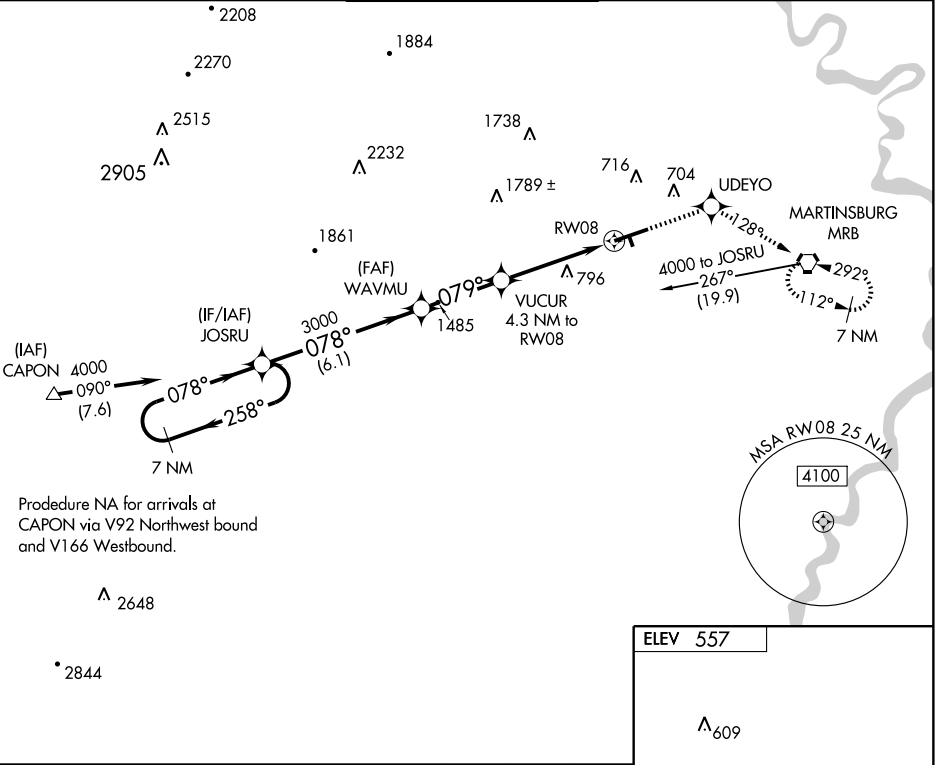 2208
1884
2270
2515
1738
2905
2232
716
704
1789 ±
UDEYO
MARTINSBURG
MRB
RW08
128°
1861
4000 to JOSRU
267°
(19.9)
292°
112°
7 NM
(FAF)
WAVMU
079°
796
VUCUR
4.3 NM to
RW08
1485
(IF/IAF)
JOSRU
3000
078°
(6.1)
(IAF)
CAPON
4000
090°
(7.6)
078°
258°
7 NM
MSA RW08 25 NM
4100
Prodedure NA for arrivals at
CAPON via V92 Northwest bound
and V166 Westbound.
2648
2844
ELEV 557
609